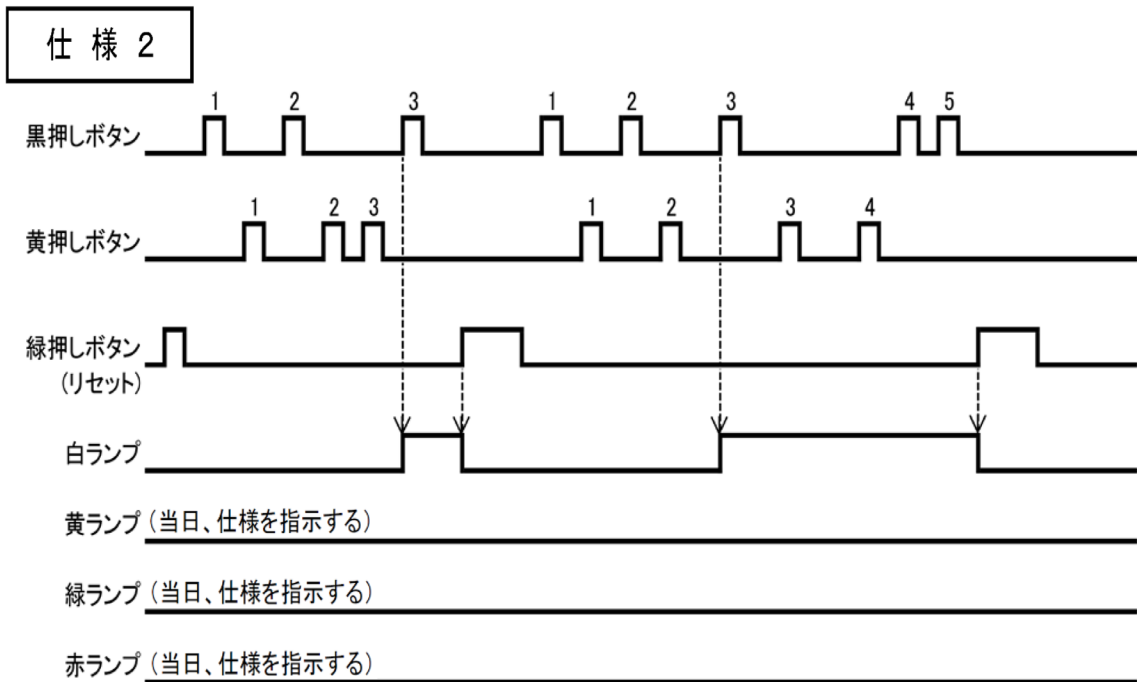 仕様2
1 2 3 1 2 3 4 5
黒押しボタン
1 2 3 1 2 3 4
黄押しボタン
緑押しボタン
(リセット)
白ランプ
黄ランプ (当日、仕様を指示する)
緑ランプ (当日、仕様を指示する)
赤ランプ (当日、仕様を指示する)